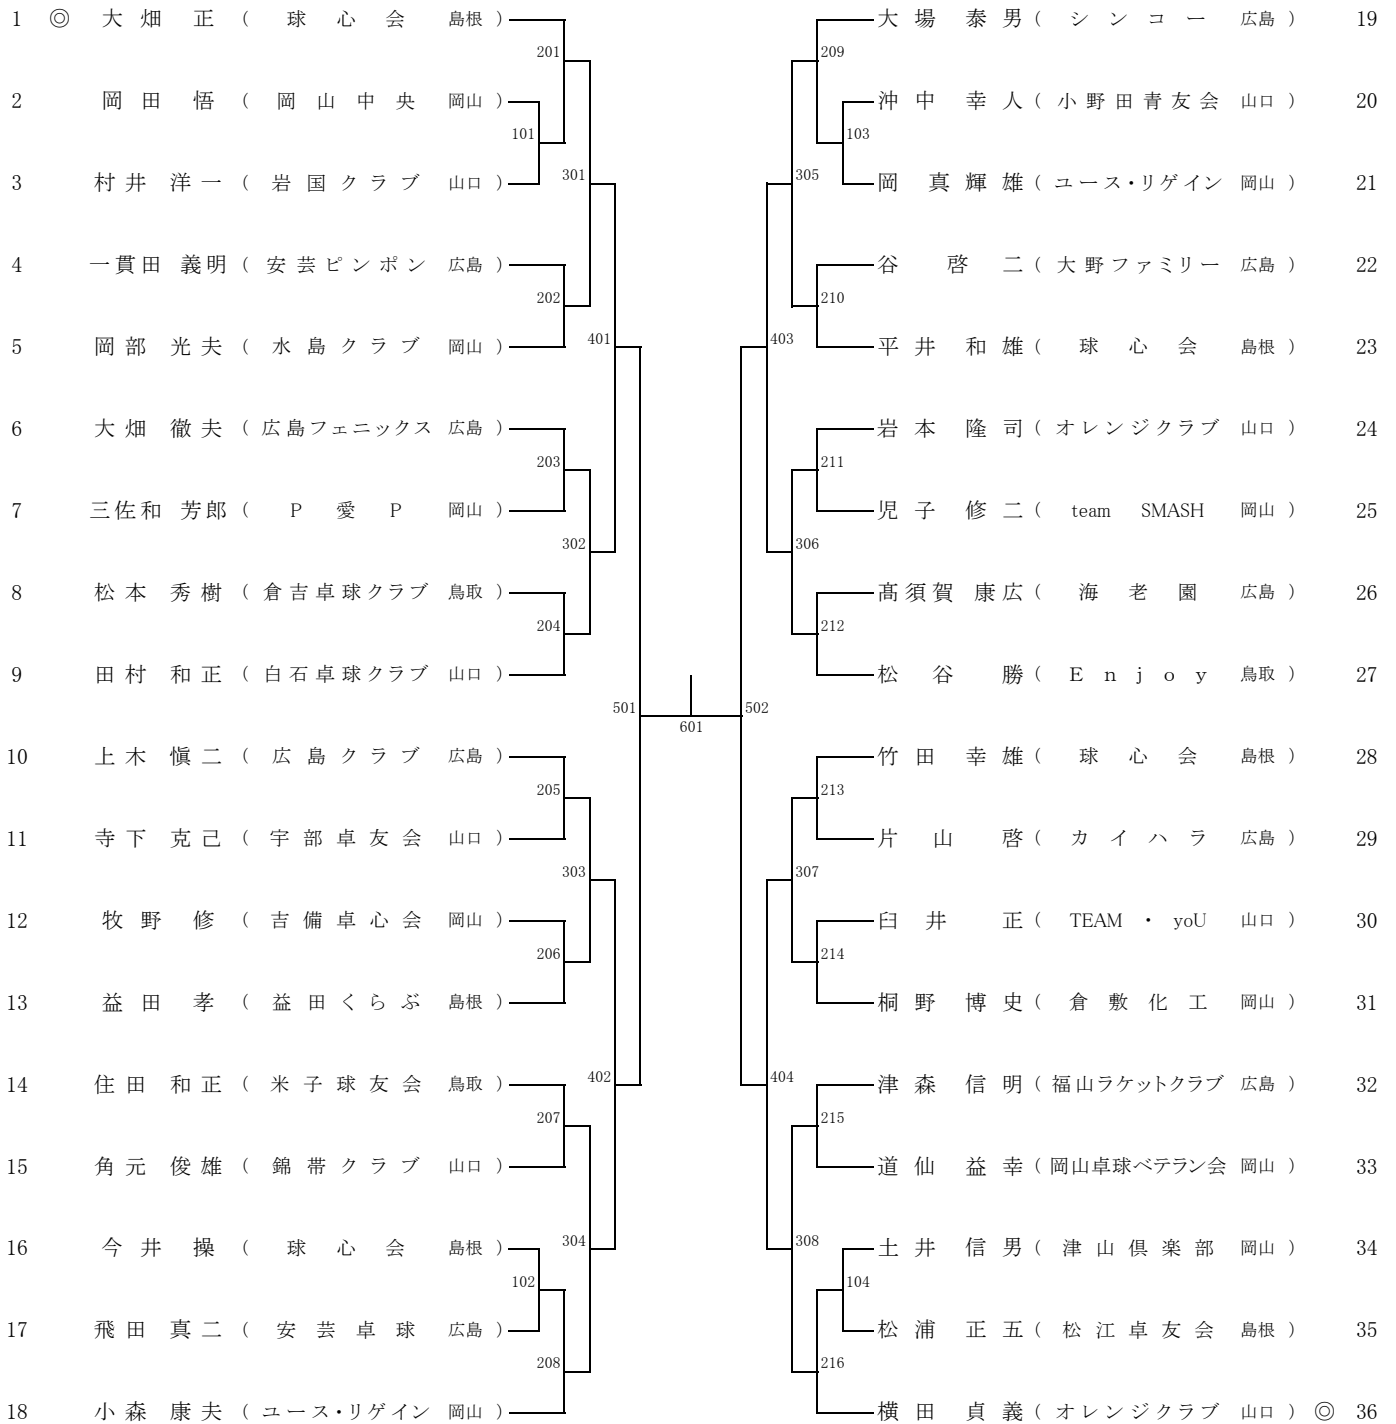 1 ◎ 大畑 正 ( 球心会 島根 )
2 岡田 悟 ( 岡山中央 岡山 )
3 村井 洋一 ( 岩国クラブ 山口 )
4 一貫田 義明 ( 安芸ピンポン 広島 )
5 岡部 光夫 ( 水島クラブ 岡山 )
6 大畑 徹夫 ( 広島フェニックス 広島 )
7 三佐和 芳郎 ( P愛P 岡山 )
8 松本 秀樹 ( 倉吉卓球クラブ 鳥取 )
9 田村 和正 ( 白石卓球クラブ 山口 )
10 上木 愼二 ( 広島クラブ 広島 )
11 寺下 克己 ( 宇部卓友会 山口 )
12 牧野 修 ( 吉備卓心会 岡山 )
13 益田 孝 ( 益田くらぶ 島根 )
14 住田 和正 ( 米子球友会 鳥取 )
15 角元 俊雄 ( 錦帯クラブ 山口 )
16 今井 操 ( 球心会 島根 )
17 飛田 真二 ( 安芸卓球 広島 )
18 小森 康夫 ( ユース・リゲイン 岡山 )
201
101
301
202
401
203
302
204
501
205
303
206
402
207
304
102
208
601
209
103
305
210
403
211
306
212
502
213
307
214
404
215
308
104
216
大場 泰男 ( シンコー 広島 ) 19
沖中 幸人 ( 小野田青友会 山口 ) 20
岡 真輝雄 ( ユース・リゲイン 岡山 ) 21
谷 啓二 ( 大野ファミリー 広島 ) 22
平井 和雄 ( 球心会 島根 ) 23
岩本 隆司 ( オレンジクラブ 山口 ) 24
児子 修二 ( team SMASH 岡山 ) 25
髙須賀 康広 ( 海老園 広島 ) 26
松谷 勝 ( Enjoy 鳥取 ) 27
竹田 幸雄 ( 球心会 島根 ) 28
片山 啓 ( カイハラ 広島 ) 29
臼井 正 ( TEAM ・ yoU 山口 ) 30
桐野 博史 ( 倉敷化工 岡山 ) 31
津森 信明 ( 福山ラケットクラブ 広島 ) 32
道仙 益幸 ( 岡山卓球ベテラン会 岡山 ) 33
土井 信男 ( 津山倶楽部 岡山 ) 34
松浦 正五 ( 松江卓友会 島根 ) 35
横田 貞義 ( オレンジクラブ 山口 ) ◎ 36